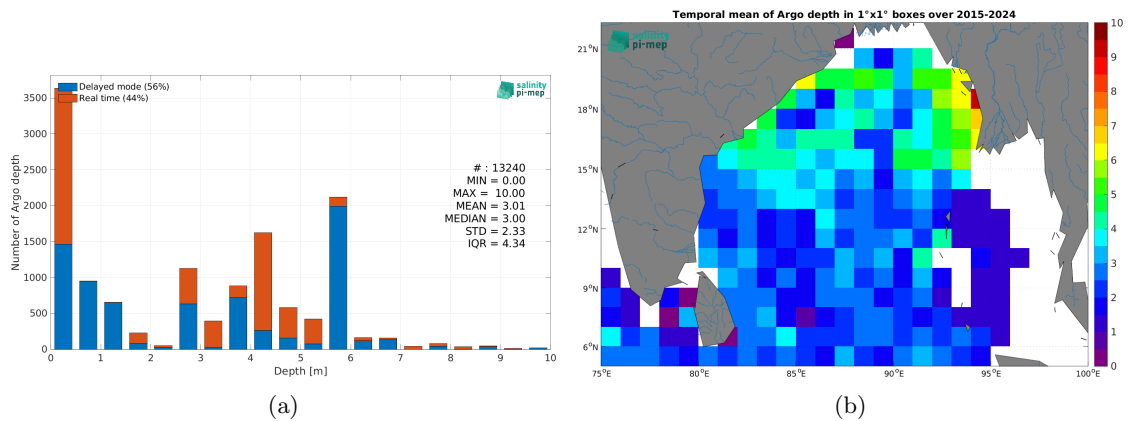 Delayed mode (56%)
Real time (44%)
salinity
pi-mep
Number of Argo depth
3500
3000
2500
2000
1500
1000
500
0
# : 13240
MIN = 0.00
MAX = 10.00
MEAN = 3.01
MEDIAN = 3.00
STD = 2.33
IQR = 4.34
0 1 2 3 4 5 6 7 8 9 10
Depth [m]
(a)
Temporal mean of Argo depth in 1°x1° boxes over 2015-2024
salinity
pi-mep
21°N
18°N
15°N
12°N
9°N
6°N
75°E 80°E 85°E 90°E 95°E 100°E
10
9
8
7
6
5
4
3
2
1
0
(b)